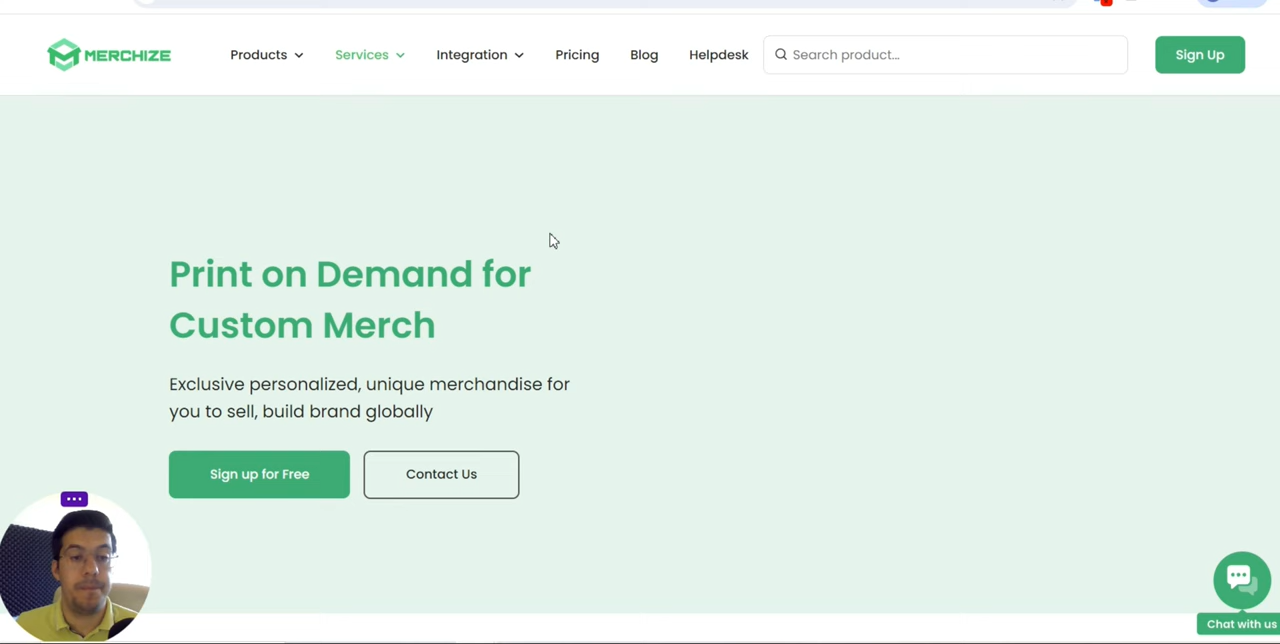 MERCHIZE
Products
Services
Integration
Pricing
Blog
Helpdesk
Search product...
Sign Up
Print on Demand for
Custom Merch
Exclusive personalized, unique merchandise for
you to sell, build brand globally
Sign up for Free
Contact Us
Chat with us